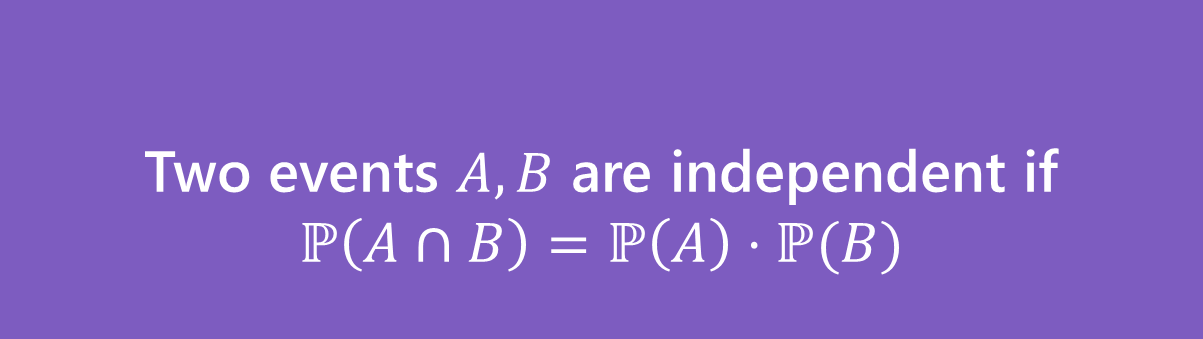 Two events 𝐴, 𝐵 are independent if
ℙ(𝐴 ∩ 𝐵) = ℙ(𝐴) ⋅ ℙ(𝐵)